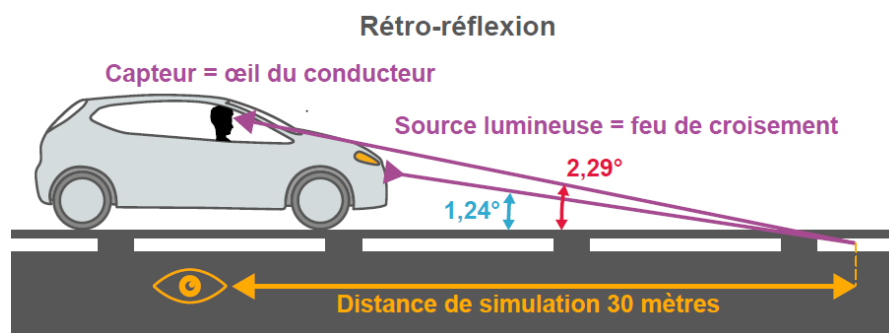 Rétro-réflexion
Capteur = œil du conducteur
Source lumineuse = feu de croisement
2,29°
1,24°
Distance de simulation 30 mètres